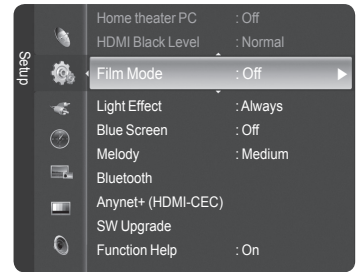 Setup
Home theater PC : Off
HDMI Black Level : Normal
Film Mode : Off
Light Effect : Always
Blue Screen : Off
Melody : Medium
Bluetooth
Anynet+ (HDMI-CEC)
SW Upgrade
Function Help : On